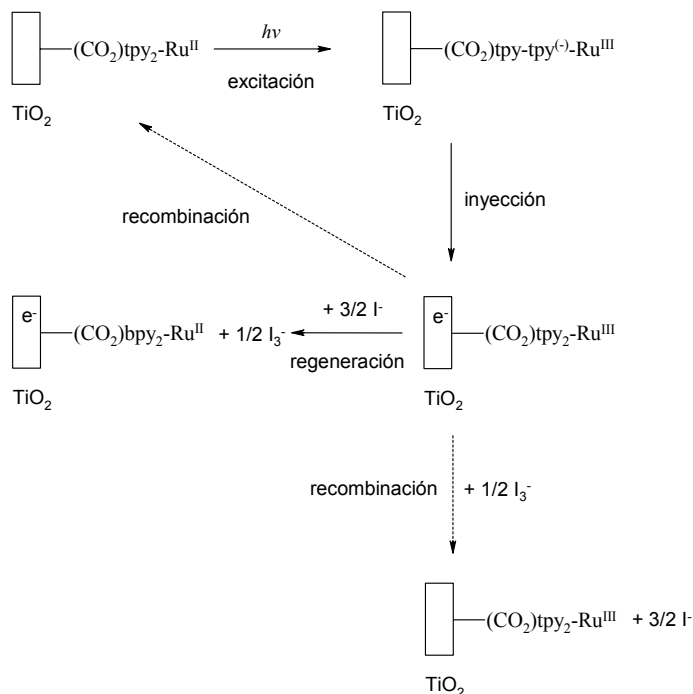 (CO₂)tpy₂-Ruᴵᴵ
hν
excitación
(CO₂)tpy-tpy⁽⁻⁾-Ruᴵᴵᴵ
TiO₂
TiO₂
recombinación
inyección
e⁻
(CO₂)bpy₂-Ruᴵᴵ + 1/2 I₃⁻
+ 3/2 I⁻
regeneración
e⁻
(CO₂)tpy₂-Ruᴵᴵᴵ
TiO₂
TiO₂
recombinación
+ 1/2 I₃⁻
(CO₂)tpy₂-Ruᴵᴵᴵ + 3/2 I⁻
TiO₂